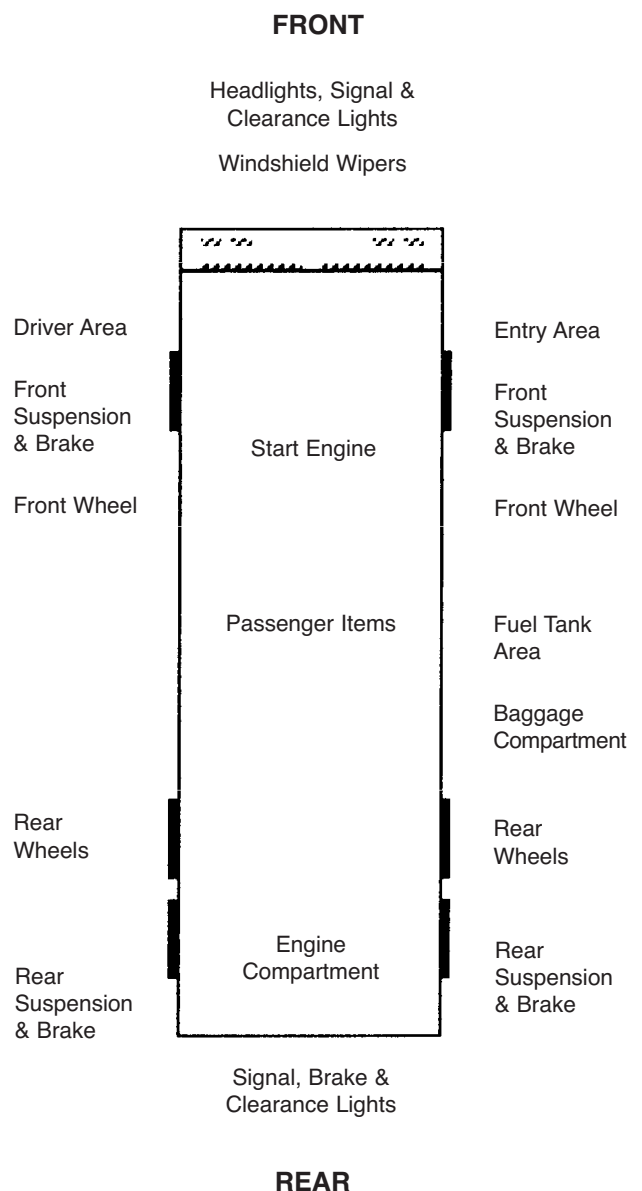 FRONT
Headlights, Signal &
Clearance Lights
Windshield Wipers
Driver Area
Front
Suspension
& Brake
Front Wheel
Rear
Wheels
Rear
Suspension
& Brake
Start Engine
Passenger Items
Engine
Compartment
Entry Area
Front
Suspension
& Brake
Front Wheel
Fuel Tank
Area
Baggage
Compartment
Rear
Wheels
Rear
Suspension
& Brake
Signal, Brake &
Clearance Lights
REAR